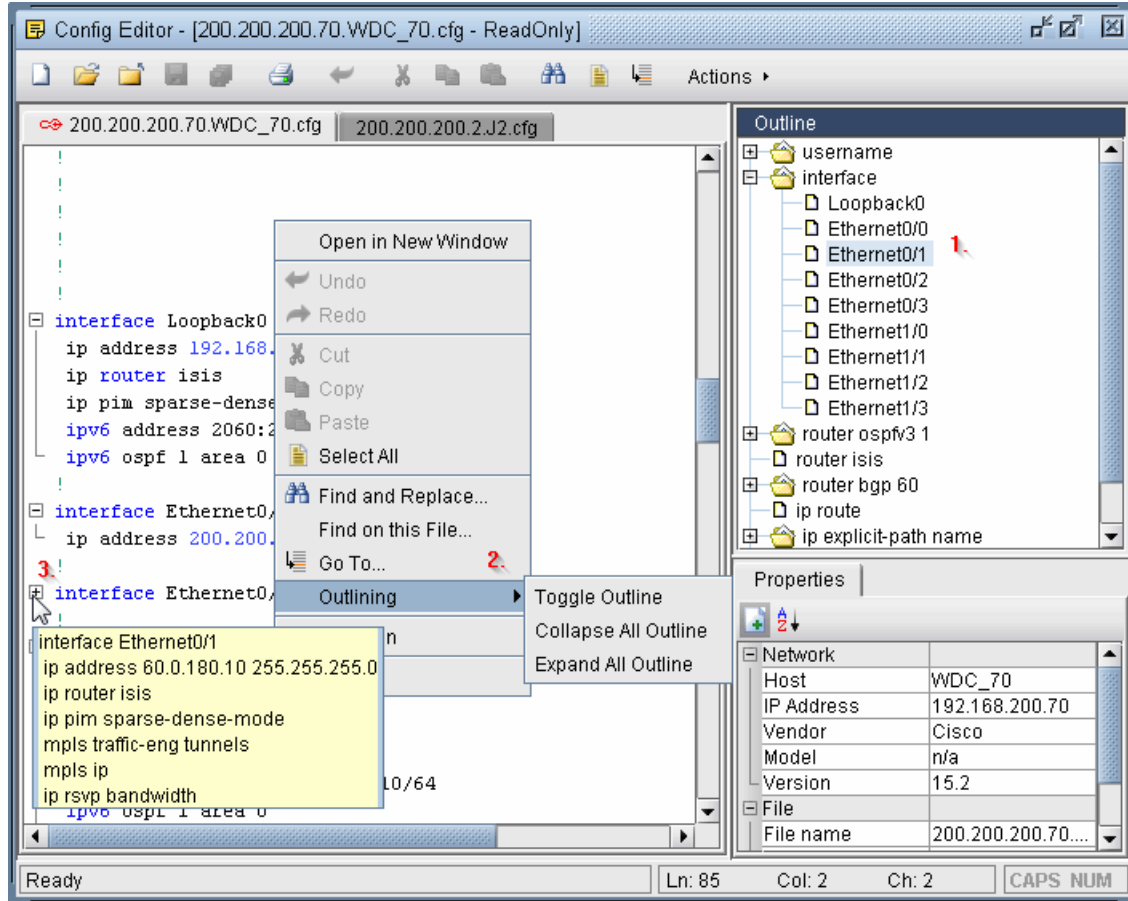 Config Editor - [200.200.200.70.WDC_70.cfg - ReadOnly]
Actions
200.200.200.70.WDC_70.cfg
200.200.200.2.J2.cfg
!
!
!
!
!
!
interface Loopback0
ip address 192.168.
ip router isis
ip pim sparse-dense
ipv6 address 2060:2
ipv6 ospf 1 area 0
!
interface Ethernet0/
ip address 200.200.
!
3.
interface Ethernet0/
!
interface Ethernet0/1
ip address 60.0.180.10 255.255.255.0
ip router isis
ip pim sparse-dense-mode
mpls traffic-eng tunnels
mpls ip
ip rsvp bandwidth
10/64
ipv6 ospf 1 area 0
Open in New Window
Undo
Redo
Cut
Copy
Paste
Select All
Find and Replace...
Find on this File...
Go To...
2.
Outlining
n
Toggle Outline
Collapse All Outline
Expand All Outline
Outline
username
interface
Loopback0
Ethernet0/0
1.
Ethernet0/1
Ethernet0/2
Ethernet0/3
Ethernet1/0
Ethernet1/1
Ethernet1/2
Ethernet1/3
router ospfv3 1
router isis
router bgp 60
ip route
ip explicit-path name
Properties
Network
Host WDC_70
IP Address 192.168.200.70
Vendor Cisco
Model n/a
Version 15.2
File
File name 200.200.200.70....
Ready
Ln: 85 Col: 2 Ch: 2
CAPS NUM